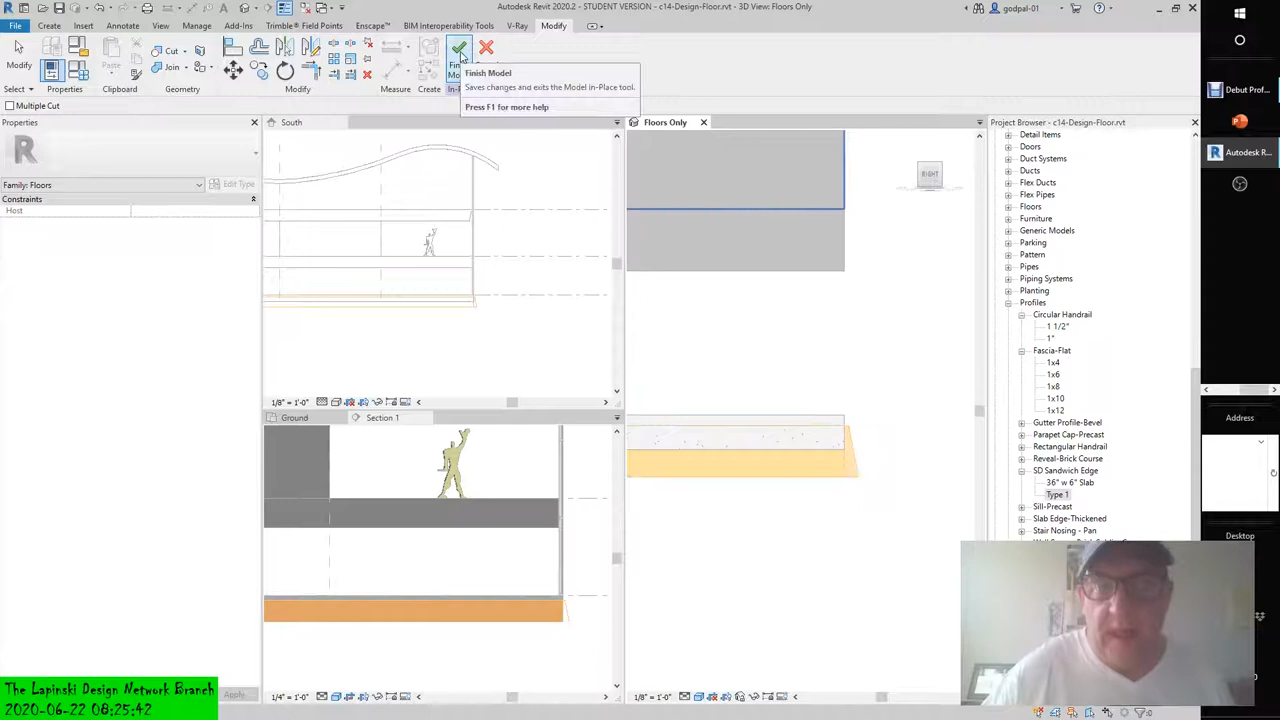 Autodesk Revit 2020.2 - STUDENT VERSION - c14-Design-Floor.rvt - 3D View: Floors Only
godpal-01
File
Create
Insert
Annotate
View
Manage
Add-Ins
Trimble® Field Points
Enscape™
BIM Interoperability Tools
V-Ray
Modify
Modify
Paste
Cut
Join
Select
Properties
Clipboard
Geometry
Modify
Measure
Create
Finish Model
Saves changes and exits the Model In-Place tool.
Press F1 for more help
Multiple Cut
Properties
Family: Floors
Edit Type
Constraints
Host
Apply
South
1/8" = 1'-0"
Ground
Section 1
1/4" = 1'-0"
Floors Only
RIGHT
1/8" = 1'-0"
Project Browser - c14-Design-Floor.rvt
Detail Items
Doors
Duct Systems
Ducts
Flex Ducts
Flex Pipes
Floors
Furniture
Generic Models
Parking
Pattern
Pipes
Piping Systems
Planting
Profiles
Circular Handrail
1 1/2"
1"
Fascia-Flat
1x4
1x6
1x8
1x10
1x12
Gutter Profile-Bevel
Parapet Cap-Precast
Rectangular Handrail
Reveal-Brick Course
SD Sandwich Edge
36" w 6" Slab
Type 1
Sill-Precast
Slab Edge-Thickened
Stair Nosing - Pan
Debut Prof...
Autodesk R...
Address
Desktop
:0
The Lapinski Design Network Branch
2020-06-22 08:25:42